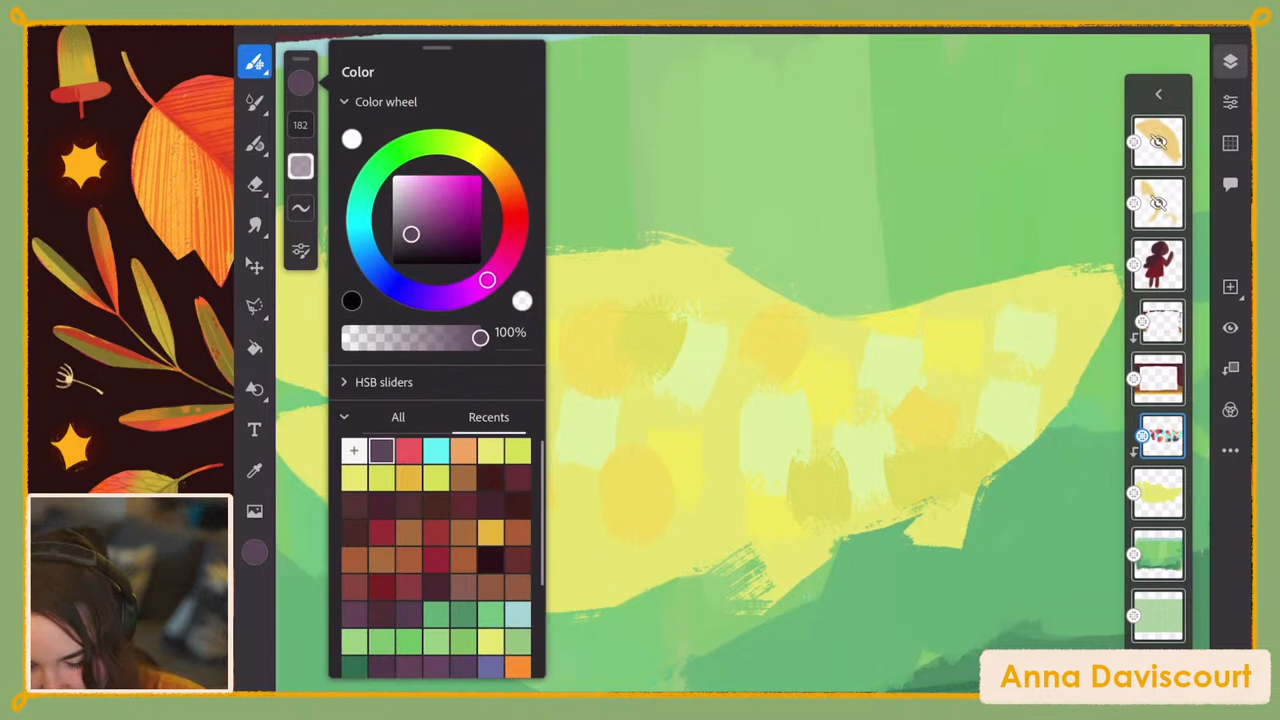 Color
Color wheel
182
100%
HSB sliders
All
Recents
T
Anna Daviscourt